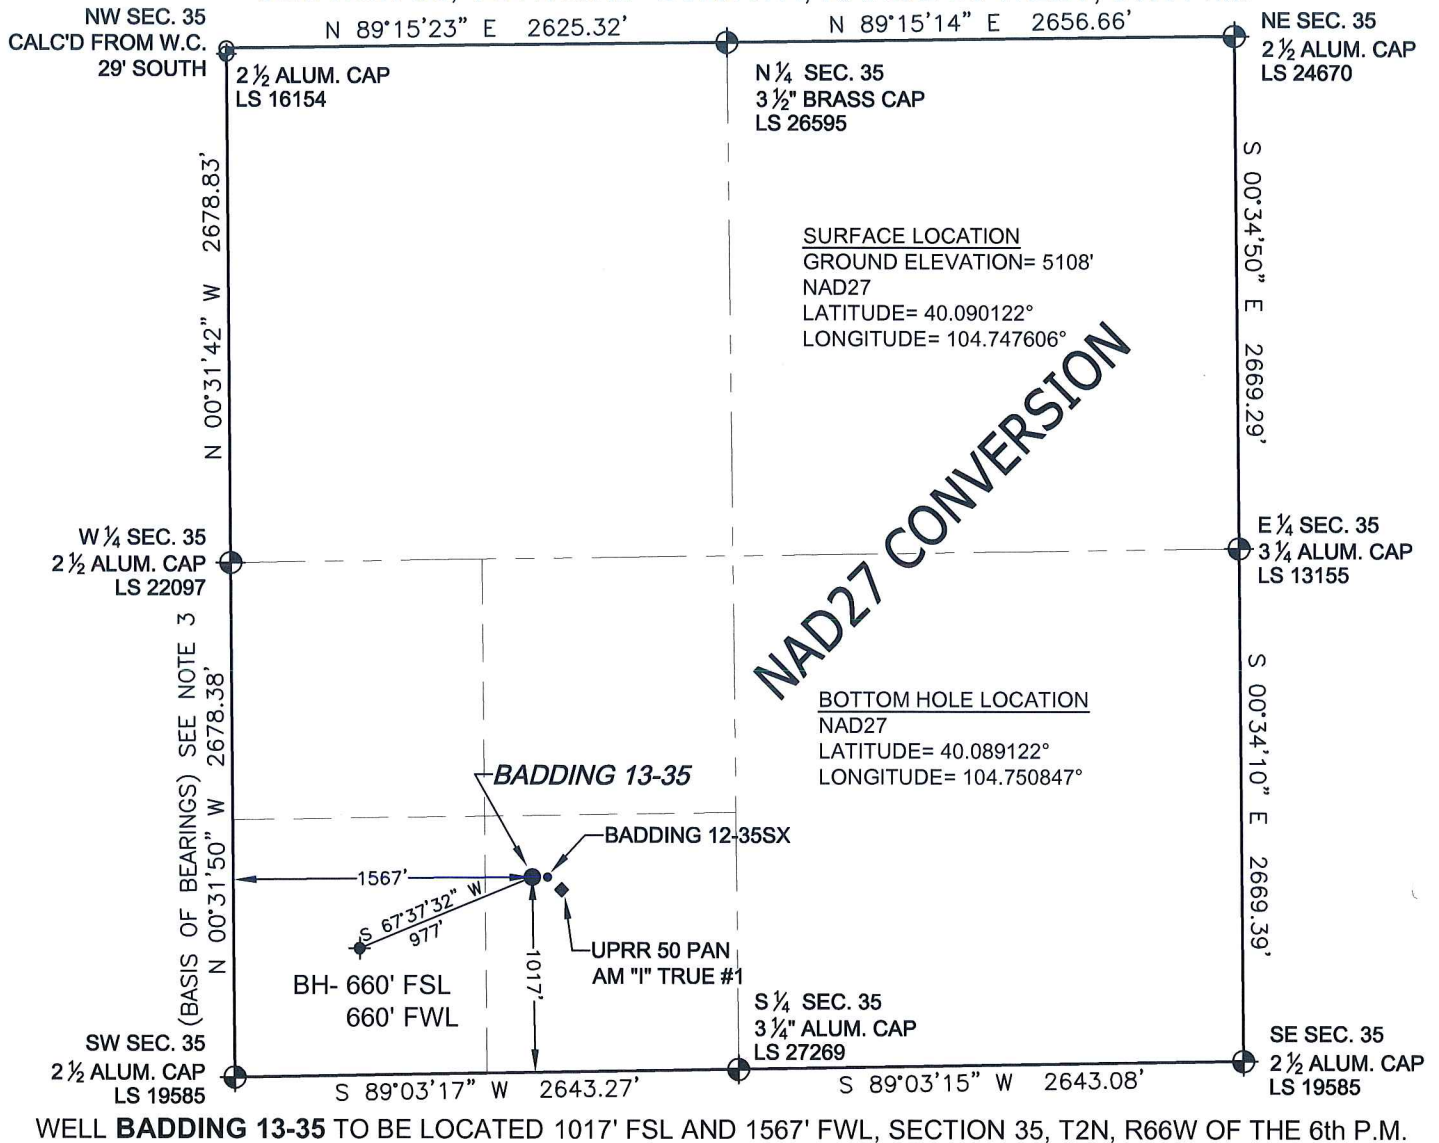 N 89°15'23" E 2625.32'
N 89°15'14" E 2656.66'
NW SEC. 35
CALC'D FROM W.C.
29' SOUTH
2 ½ ALUM. CAP
LS 16154
N ¼ SEC. 35
3 ½" BRASS CAP
LS 26595
NE SEC. 35
2 ½ ALUM. CAP
LS 24670
N 00°31'42" W 2678.83'
S 00°34'50" E 2669.29'
SURFACE LOCATION
GROUND ELEVATION= 5108'
NAD27
LATITUDE= 40.090122°
LONGITUDE= 104.747606°
NAD27 CONVERSION
W ¼ SEC. 35
2 ½ ALUM. CAP
LS 22097
E ¼ SEC. 35
3 ¼ ALUM. CAP
LS 13155
(BASIS OF BEARINGS) SEE NOTE 3
N 00°31'50" W 2678.38'
S 00°34'10" E 2669.39'
BOTTOM HOLE LOCATION
NAD27
LATITUDE= 40.089122°
LONGITUDE= 104.750847°
BADDING 13-35
BADDING 12-35SX
1567'
S 67°37'32" W
977'
1017'
UPRR 50 PAN
AM "I" TRUE #1
BH- 660' FSL
660' FWL
SW SEC. 35
2 ½ ALUM. CAP
LS 19585
S ¼ SEC. 35
3 ¼" ALUM. CAP
LS 27269
SE SEC. 35
2 ½ ALUM. CAP
LS 19585
S 89°03'17" W 2643.27'
S 89°03'15" W 2643.08'
WELL BADDING 13-35 TO BE LOCATED 1017' FSL AND 1567' FWL, SECTION 35, T2N, R66W OF THE 6th P.M.